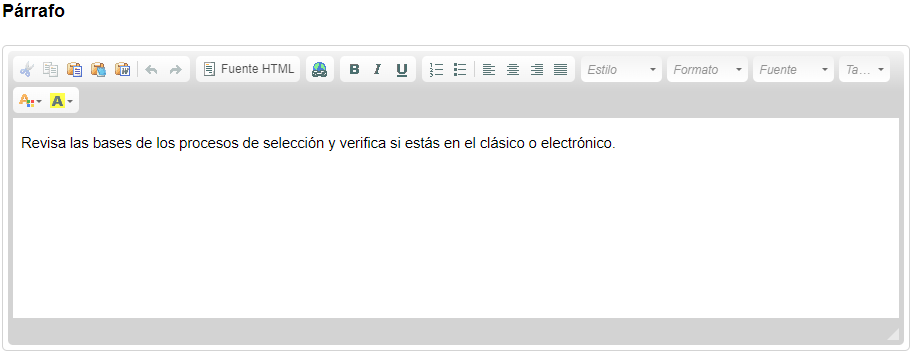 Párrafo
Fuente HTML
B I U
Estilo Formato Fuente Ta...
A A
Revisa las bases de los procesos de selección y verifica si estás en el clásico o electrónico.